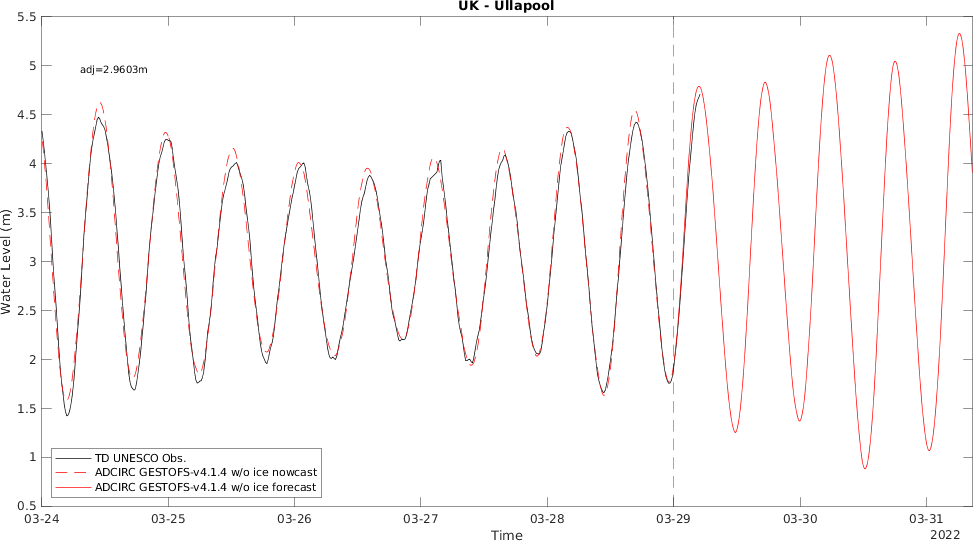 UK - Ullapool
5.5
5
4.5
4
3.5
3
2.5
2
1.5
1
0.5
Water Level (m)
adj=2.9603m
TD UNESCO Obs.
ADCIRC GESTOFS-v4.1.4 w/o ice nowcast
ADCIRC GESTOFS-v4.1.4 w/o ice forecast
03-24 03-25 03-26 03-27 03-28 03-29 03-30 03-31
Time
2022